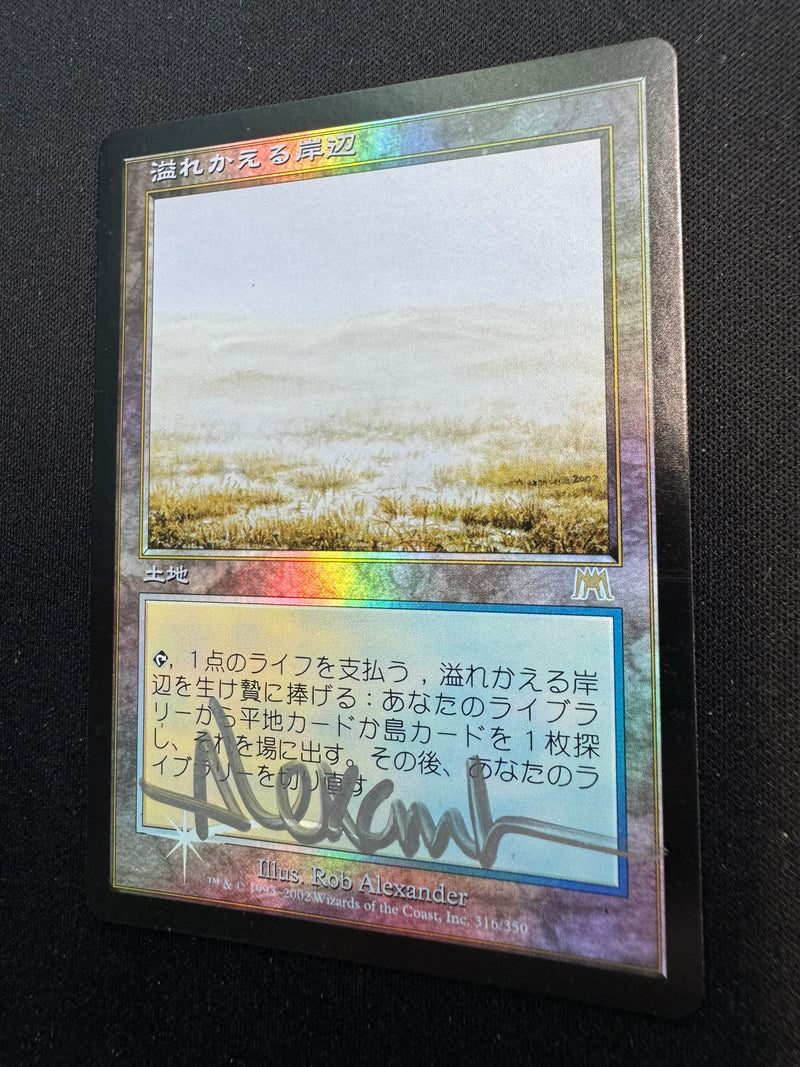 溢れかえる岸辺
土地
, 1点のライフを支払う , 溢れかえる岸
辺を生け贄に捧げる：あなたのライブラ
リーから平地カードか島カードを 1 枚探
し、それを場に出す。その後、あなたのラ
イブラリーを切り直す
Alexand
Illus. Rob Alexander
™ & © 1993-2002 Wizards of the Coast, Inc. 316/350